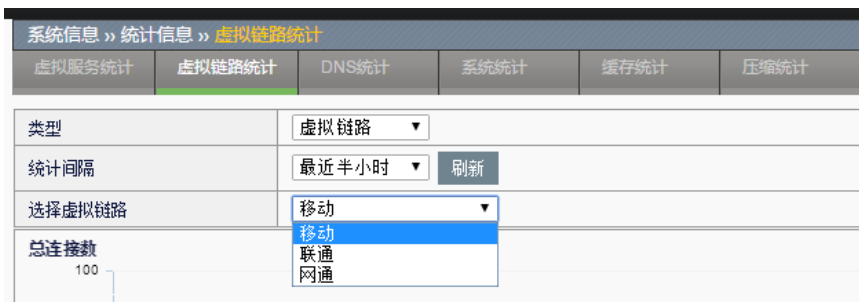 系统信息 » 统计信息 » 虚拟链路统计
虚拟服务统计 虚拟链路统计 DNS统计 系统统计 缓存统计 压缩统计
类型 虚拟链路
统计间隔 最近半小时 刷新
选择虚拟链路 移动
移动
联通
网通
总连接数
100